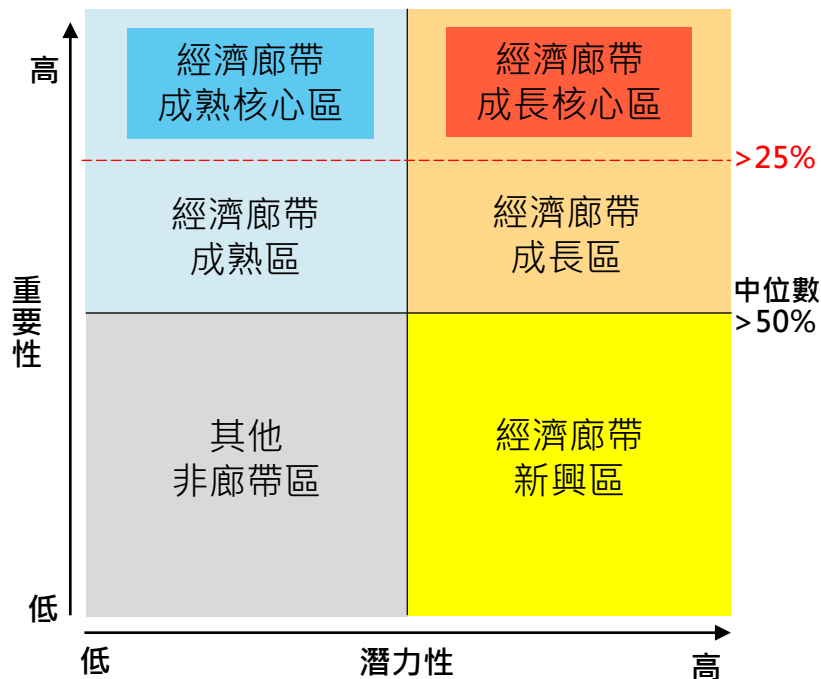 高
經濟廊帶
成熟核心區
經濟廊帶
成長核心區
>25%
經濟廊帶
成熟區
經濟廊帶
成長區
重要性
中位數
>50%
其他
非廊帶區
經濟廊帶
新興區
低
低
潛力性
高